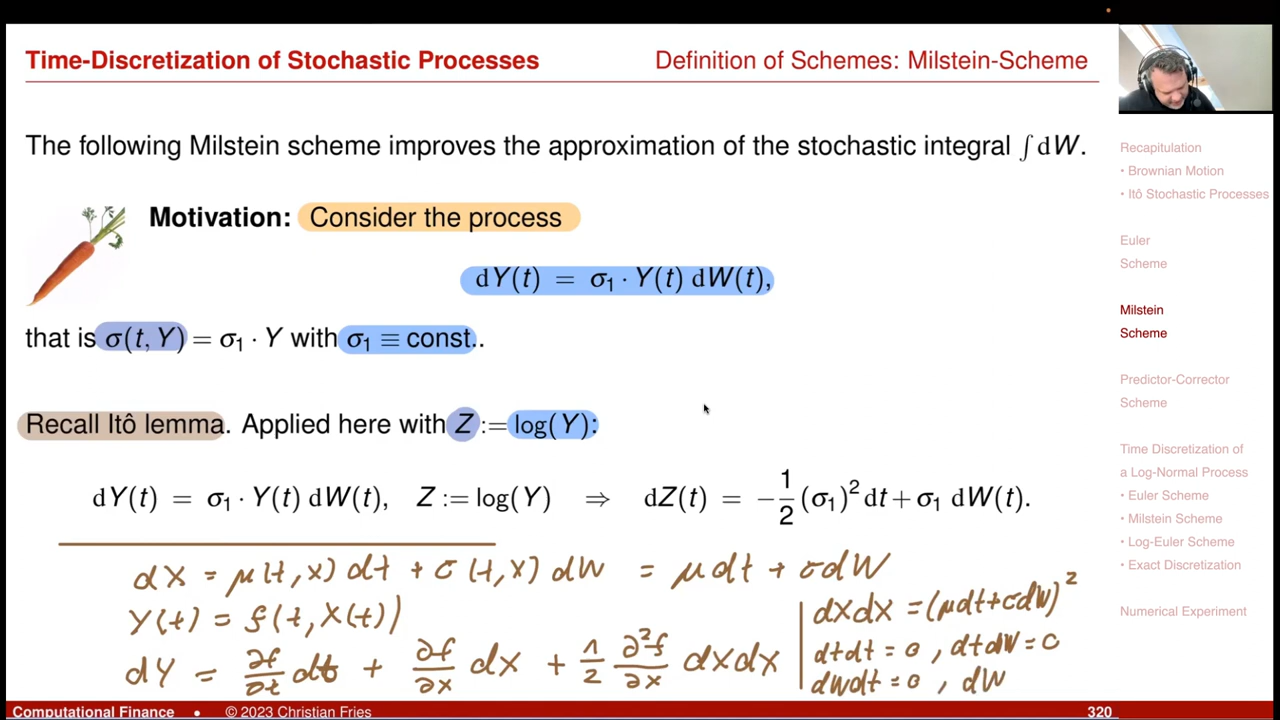 Time-Discretization of Stochastic Processes
Definition of Schemes: Milstein-Scheme
The following Milstein scheme improves the approximation of the stochastic integral ∫ dW.
Motivation: Consider the process
dY(t) = σ₁ · Y(t) dW(t),
that is σ(t, Y) = σ₁ · Y with σ₁ ≡ const..
Recall Itô lemma. Applied here with Z := log(Y):
dY(t) = σ₁ · Y(t) dW(t), Z := log(Y) ⇒ dZ(t) = −1/2 (σ₁)² dt + σ₁ dW(t).
dX = μ(t,X) dt + σ(t,X) dW = μdt + σdW
Y(t) = f(t, X(t))
dY = ∂f/∂t dt + ∂f/∂x dX + 1/2 ∂²f/∂x dXdX
dXdX = (μdt+σdW)²
dtdt = 0, dtdW = 0
dWdt = 0, dW
Recapitulation
• Brownian Motion
• Itô Stochastic Processes
Euler
Scheme
Milstein
Scheme
Predictor-Corrector
Scheme
Time Discretization of
a Log-Normal Process
• Euler Scheme
• Milstein Scheme
• Log-Euler Scheme
• Exact Discretization
Numerical Experiment
Computational Finance • © 2023 Christian Fries
320